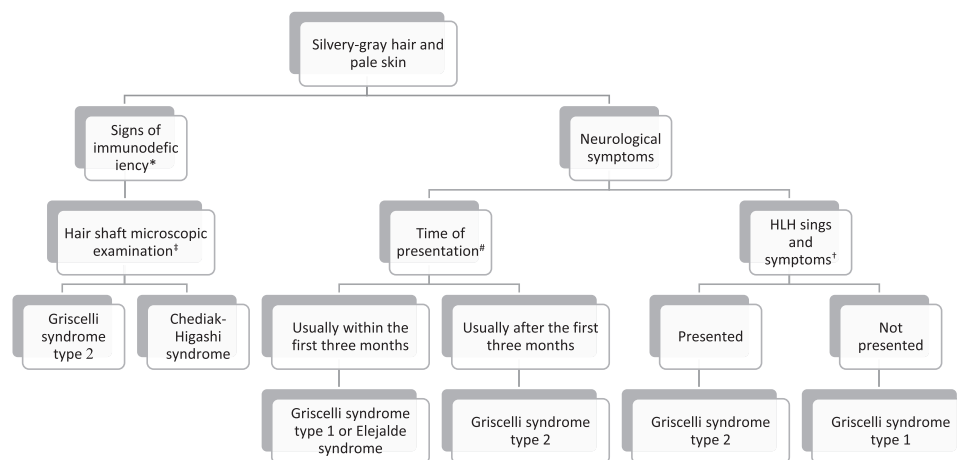 Silvery-gray hair and
pale skin
Signs of
immunodefic
iency*
Neurological
symptoms
Hair shaft microscopic
examination‡
Time of
presentation#
HLH sings
and
symptoms†
Griscelli
syndrome
type 2
Chediak-
Higashi
syndrome
Usually within the
first three months
Usually after the first
three months
Presented
Not
presented
Griscelli syndrome
type 1 or Elejalde
syndrome
Griscelli syndrome
type 2
Griscelli syndrome
type 2
Griscelli syndrome
type 1